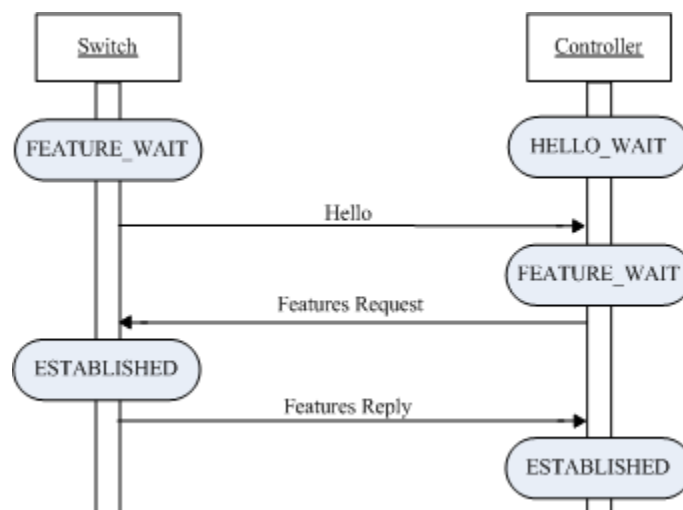 Switch
Controller
FEATURE_WAIT
HELLO_WAIT
Hello
FEATURE_WAIT
Features Request
ESTABLISHED
Features Reply
ESTABLISHED